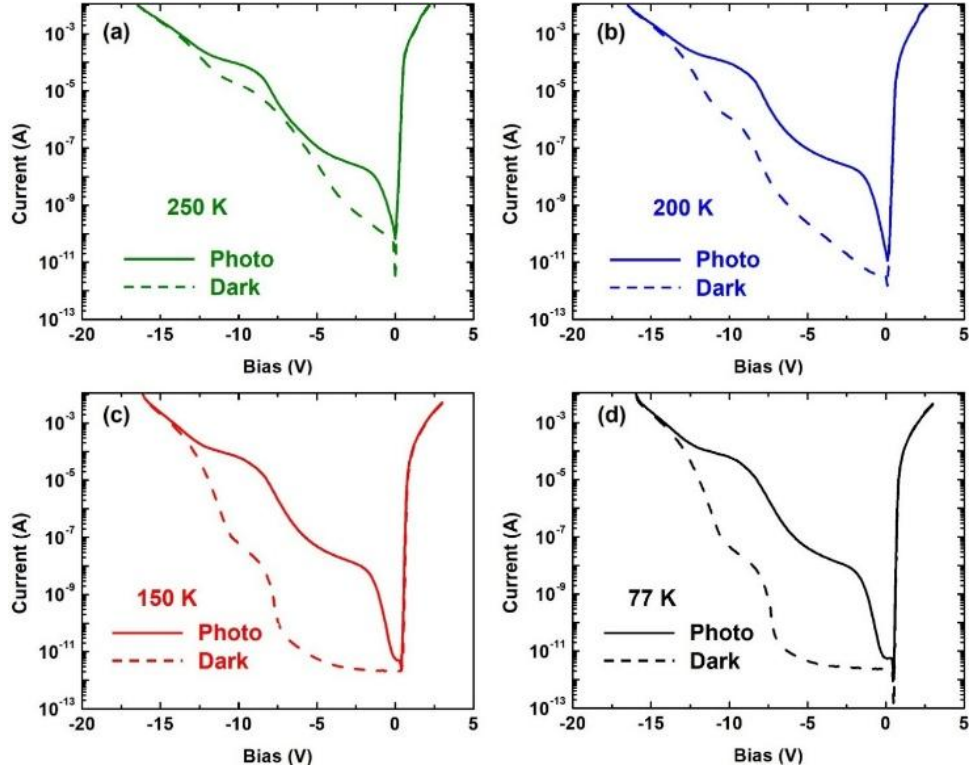 (a)
250 K
Photo
Dark
Current (A)
10⁻³
10⁻⁵
10⁻⁷
10⁻⁹
10⁻¹¹
10⁻¹³
-20 -15 -10 -5 0 5
Bias (V)
(b)
200 K
Photo
Dark
Current (A)
10⁻³
10⁻⁵
10⁻⁷
10⁻⁹
10⁻¹¹
10⁻¹³
-20 -15 -10 -5 0 5
Bias (V)
(c)
150 K
Photo
Dark
Current (A)
10⁻³
10⁻⁵
10⁻⁷
10⁻⁹
10⁻¹¹
10⁻¹³
-20 -15 -10 -5 0 5
Bias (V)
(d)
77 K
Photo
Dark
Current (A)
10⁻³
10⁻⁵
10⁻⁷
10⁻⁹
10⁻¹¹
10⁻¹³
-20 -15 -10 -5 0 5
Bias (V)